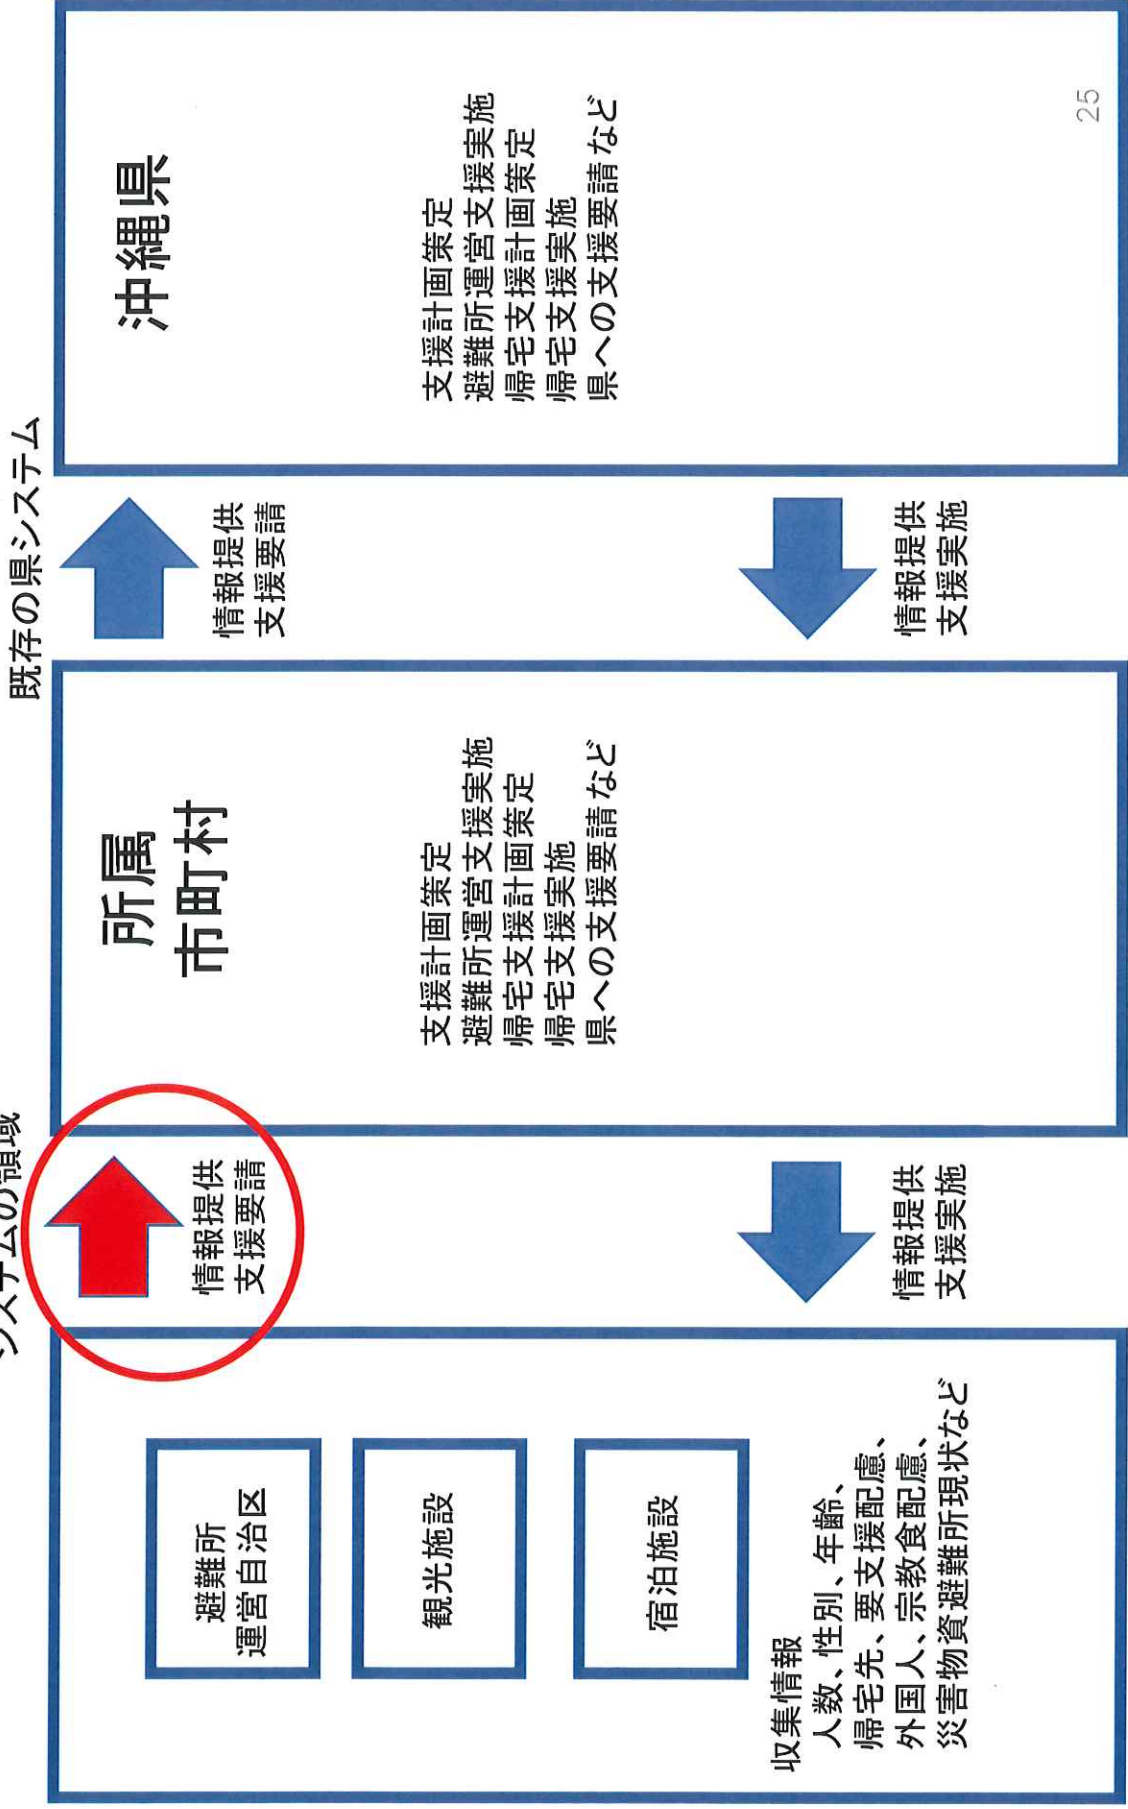 システムの領域
既存の県システム
避難所
運営自治区
観光施設
宿泊施設
収集情報
人数、性別、年齢、
帰宅先、要支援配慮、
外国人、宗教食配慮、
災害物資避難所現状など
情報提供
支援要請
情報提供
支援実施
所属
市町村
支援計画策定
避難所運営支援実施
帰宅支援計画策定
帰宅支援実施
県への支援要請など
情報提供
支援要請
情報提供
支援実施
沖縄県
支援計画策定
避難所運営支援実施
帰宅支援計画策定
帰宅支援実施
県への支援要請など
25